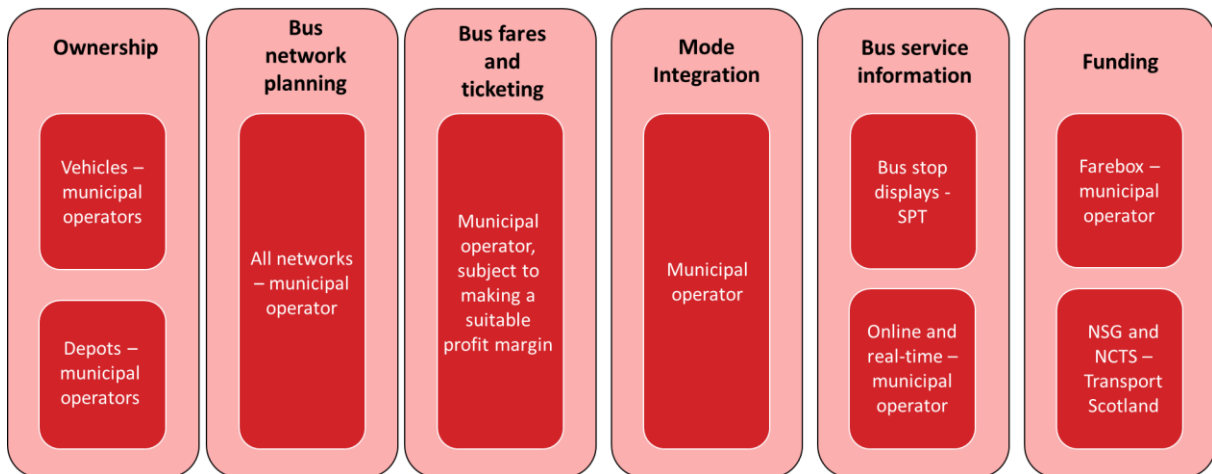 Ownership
Vehicles –
municipal
operators
Depots –
municipal
operators
Bus
network
planning
All networks
– municipal
operator
Bus fares
and
ticketing
Municipal
operator,
subject to
making a
suitable
profit margin
Mode
Integration
Municipal
operator
Bus service
information
Bus stop
displays -
SPT
Online and
real-time –
municipal
operator
Funding
Farebox –
municipal
operator
NSG and
NCTS –
Transport
Scotland